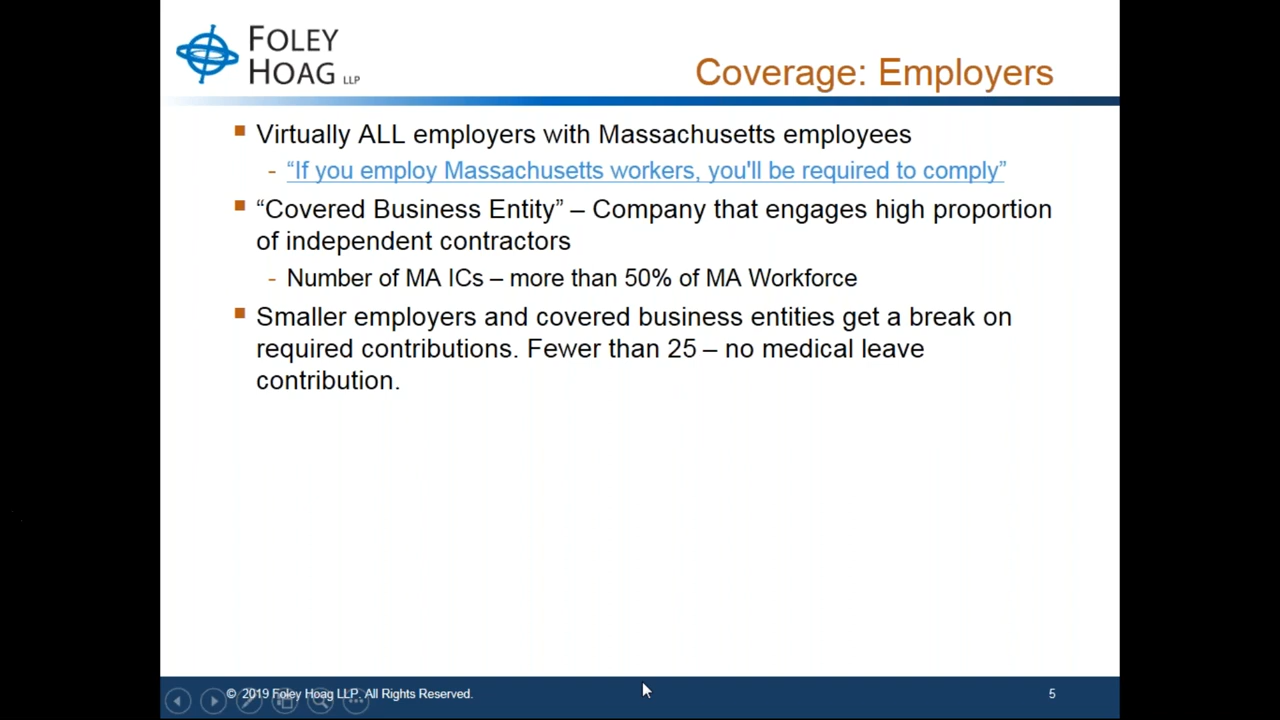 FOLEY
HOAG LLP
Coverage: Employers
Virtually ALL employers with Massachusetts employees
- “If you employ Massachusetts workers, you'll be required to comply”
“Covered Business Entity” – Company that engages high proportion
of independent contractors
- Number of MA ICs – more than 50% of MA Workforce
Smaller employers and covered business entities get a break on
required contributions. Fewer than 25 – no medical leave
contribution.
© 2019 Foley Hoag LLP. All Rights Reserved.
5